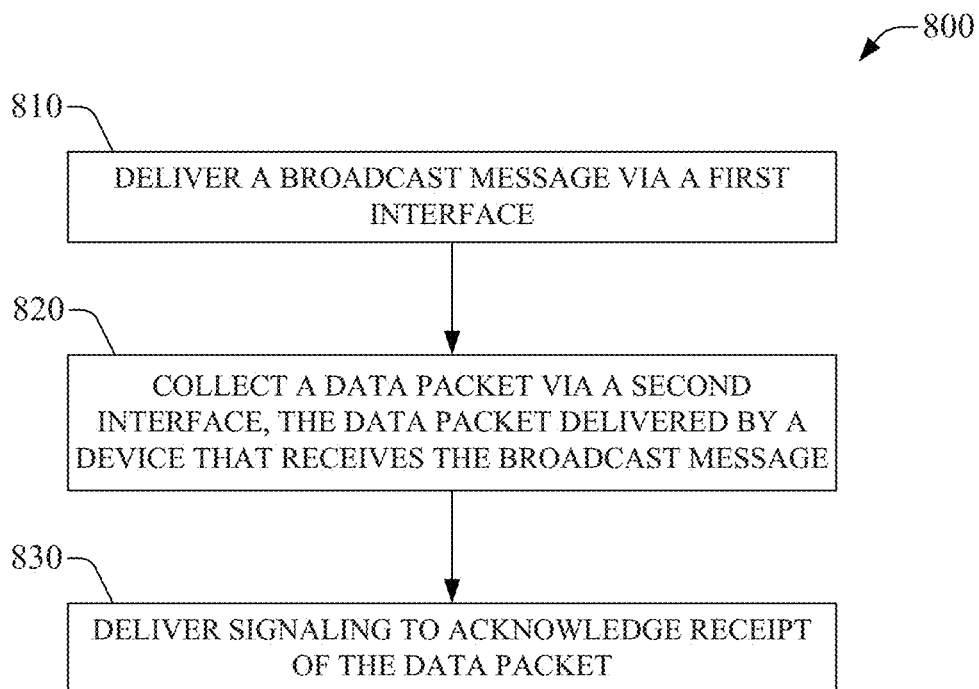 800
810
DELIVER A BROADCAST MESSAGE VIA A FIRST
INTERFACE
820
COLLECT A DATA PACKET VIA A SECOND
INTERFACE, THE DATA PACKET DELIVERED BY A
DEVICE THAT RECEIVES THE BROADCAST MESSAGE
830
DELIVER SIGNALING TO ACKNOWLEDGE RECEIPT
OF THE DATA PACKET